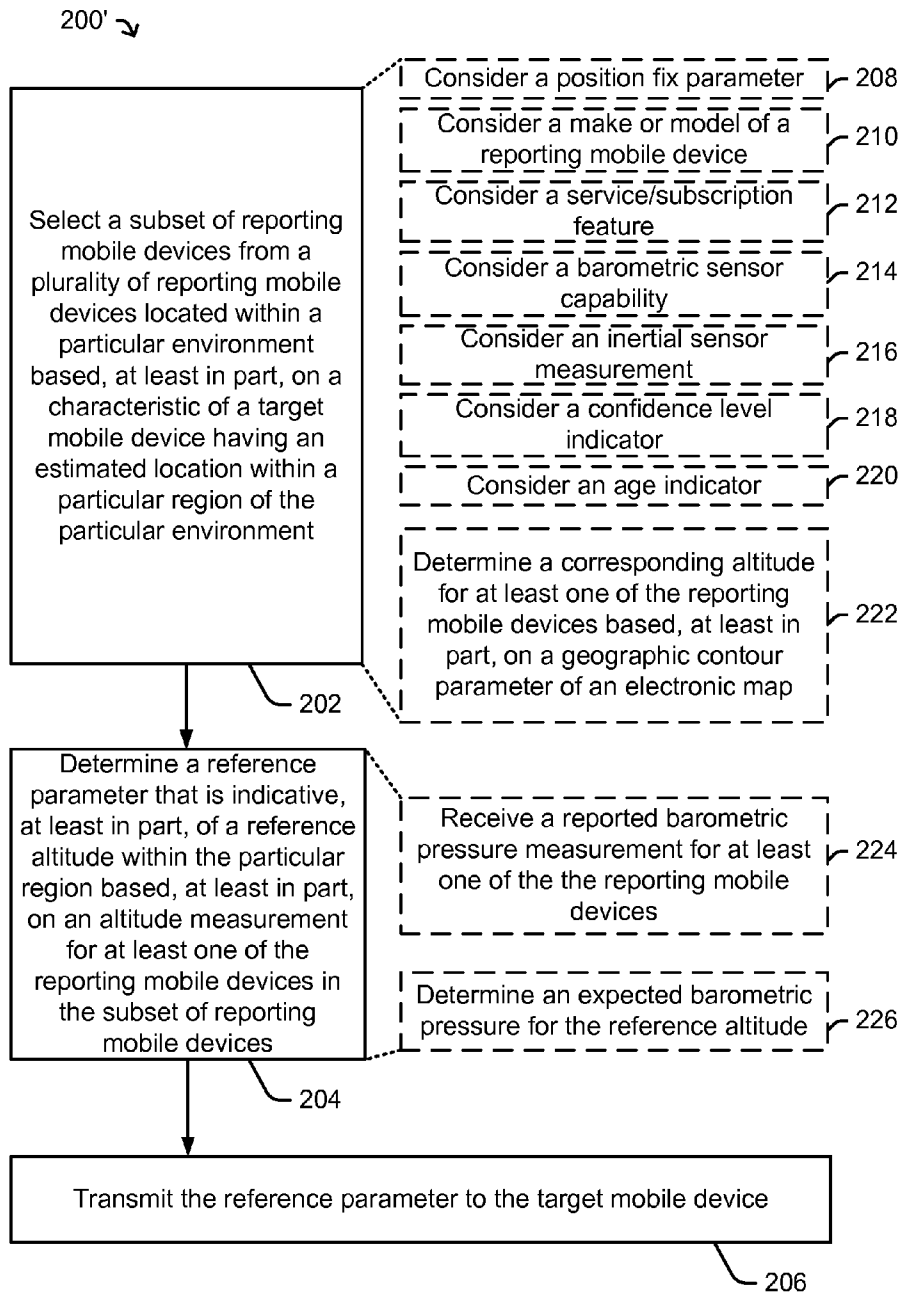 200'
Select a subset of reporting
mobile devices from a
plurality of reporting mobile
devices located within a
particular environment
based, at least in part, on a
characteristic of a target
mobile device having an
estimated location within a
particular region of the
particular environment
202
Consider a position fix parameter
208
Consider a make or model of a
reporting mobile device
210
Consider a service/subscription
feature
212
Consider a barometric sensor
capability
214
Consider an inertial sensor
measurement
216
Consider a confidence level
indicator
218
Consider an age indicator
220
Determine a corresponding altitude
for at least one of the reporting
mobile devices based, at least in
part, on a geographic contour
parameter of an electronic map
222
Determine a reference
parameter that is indicative,
at least in part, of a reference
altitude within the particular
region based, at least in part,
on an altitude measurement
for at least one of the
reporting mobile devices in
the subset of reporting
mobile devices
204
Receive a reported barometric
pressure measurement for at least
one of the the reporting mobile
devices
224
Determine an expected barometric
pressure for the reference altitude
226
Transmit the reference parameter to the target mobile device
206